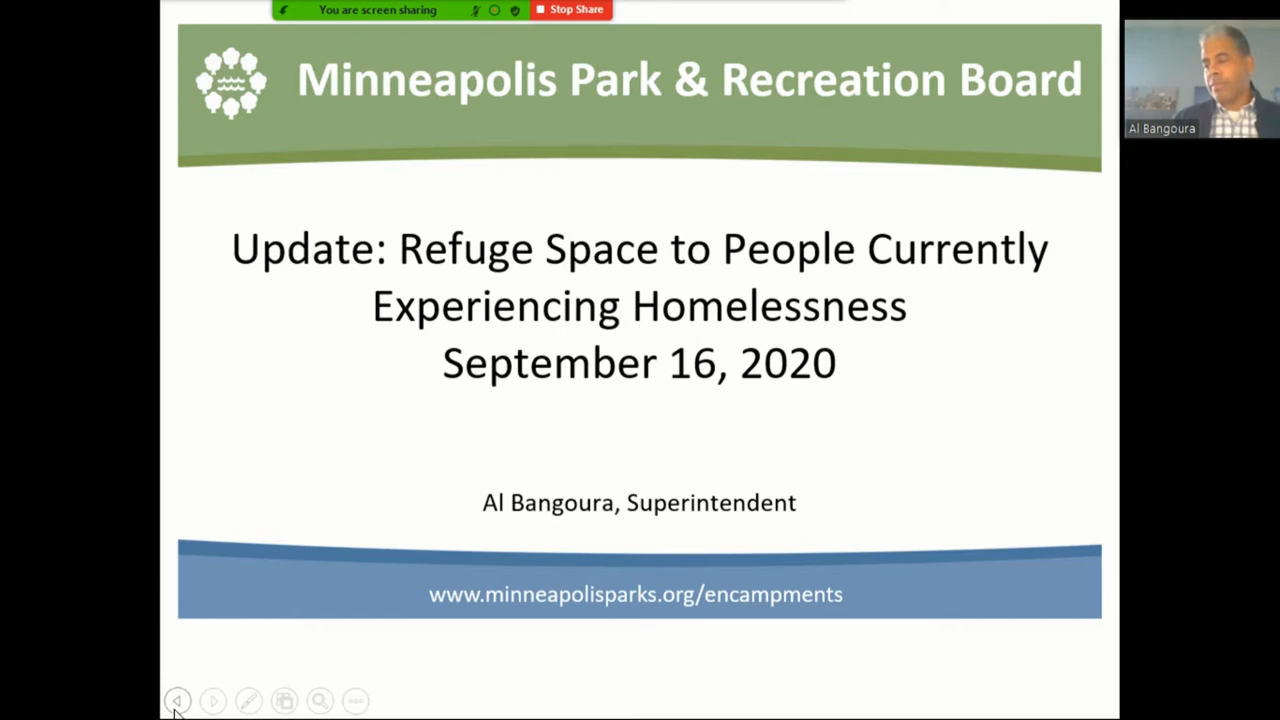 You are screen sharing
Stop Share
Minneapolis Park & Recreation Board
Al Bangoura
Update: Refuge Space to People Currently
Experiencing Homelessness
September 16, 2020
Al Bangoura, Superintendent
www.minneapolisparks.org/encampments